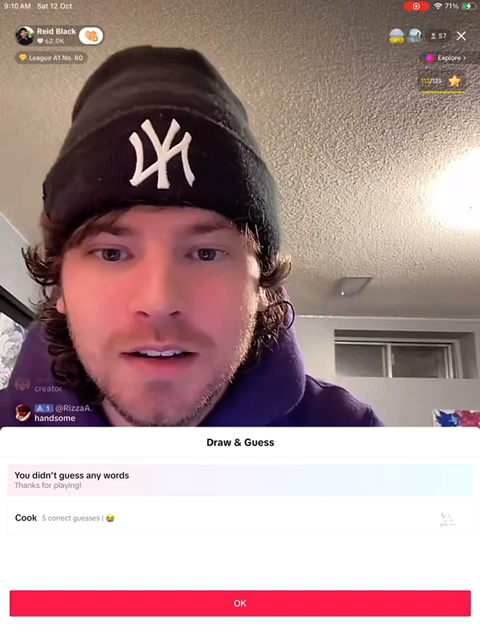 9:10 AM Sat 12 Oct
71%
Reid Black
62.0K
57
League A1 No. 80
Explore >
112/125
NY
creator
1 @RizzaA.
handsome
Draw & Guess
You didn't guess any words
Thanks for playing!
Cook 5 correct guesses | 😂
OK